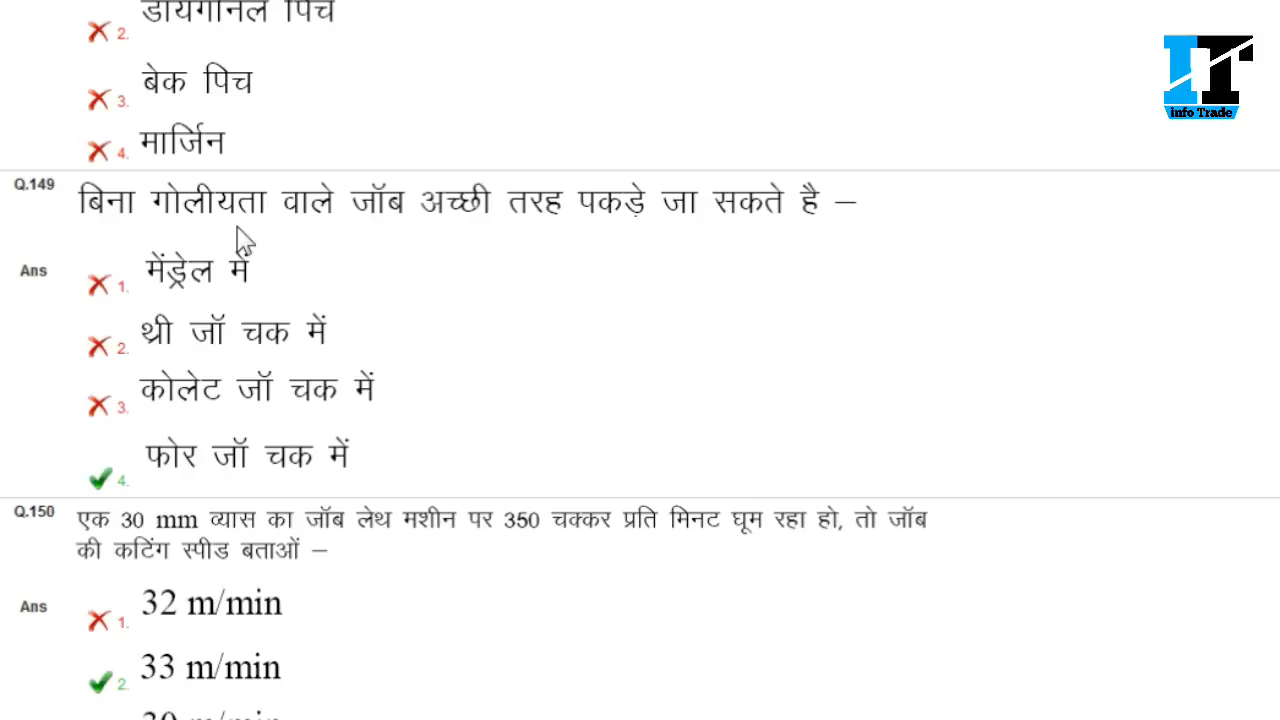 डायगोनल पिच
2.
बेक पिच
3.
info Trade
मार्जिन
4.
Q.149
बिना गोलीयता वाले जॉब अच्छी तरह पकड़े जा सकते है –
Ans
मेंड्रेल में
1.
थ्री जॉ चक में
2.
कोलेट जॉ चक में
3.
फोर जॉ चक में
4.
Q.150
एक 30 mm व्यास का जॉब लेथ मशीन पर 350 चक्कर प्रति मिनट घूम रहा हो, तो जॉब
की कटिंग स्पीड बताओं –
Ans
32 m/min
1.
33 m/min
2.
30 m/min